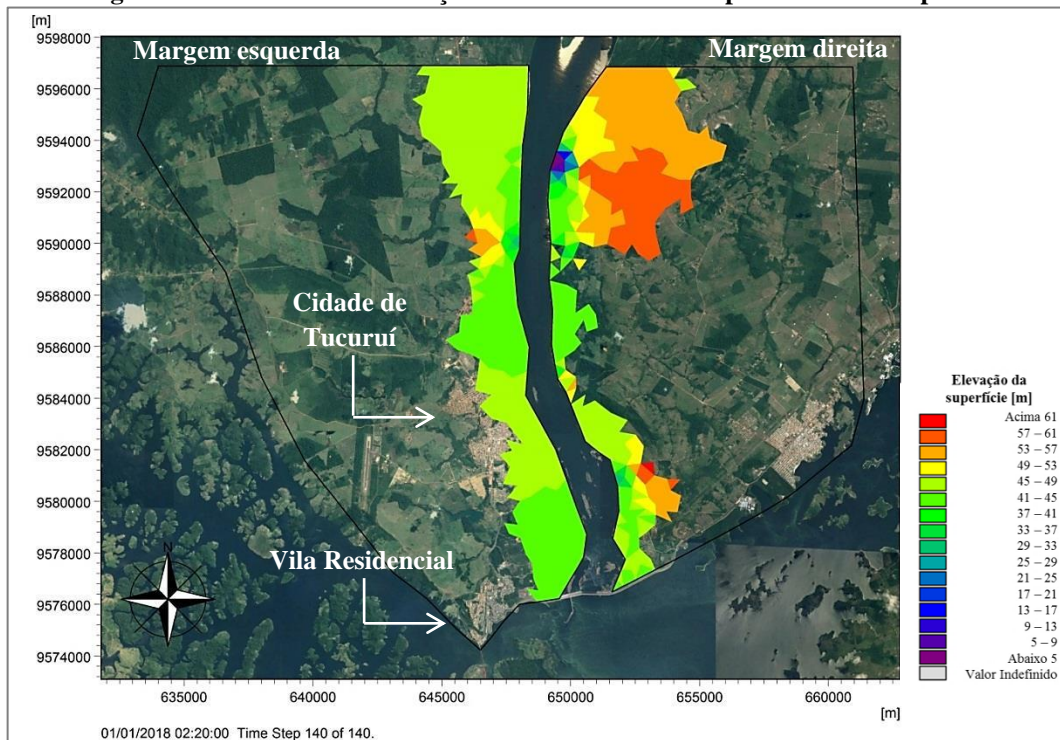 [m]
9598000
9596000
9594000
9592000
9590000
9588000
9586000
9584000
9582000
9580000
9578000
9576000
9574000
Margem esquerda
Margem direita
Cidade de
Tucuruí
Vila Residencial
N
635000
640000
645000
650000
655000
660000
[m]
Elevação da
superfície [m]
Acima 61
57 – 61
53 – 57
49 – 53
45 – 49
41 – 45
37 – 41
33 – 37
29 – 33
25 – 29
21 – 25
17 – 21
13 – 17
9 – 13
5 – 9
Abaixo 5
Valor Indefinido
01/01/2018 02:20:00 Time Step 140 of 140.